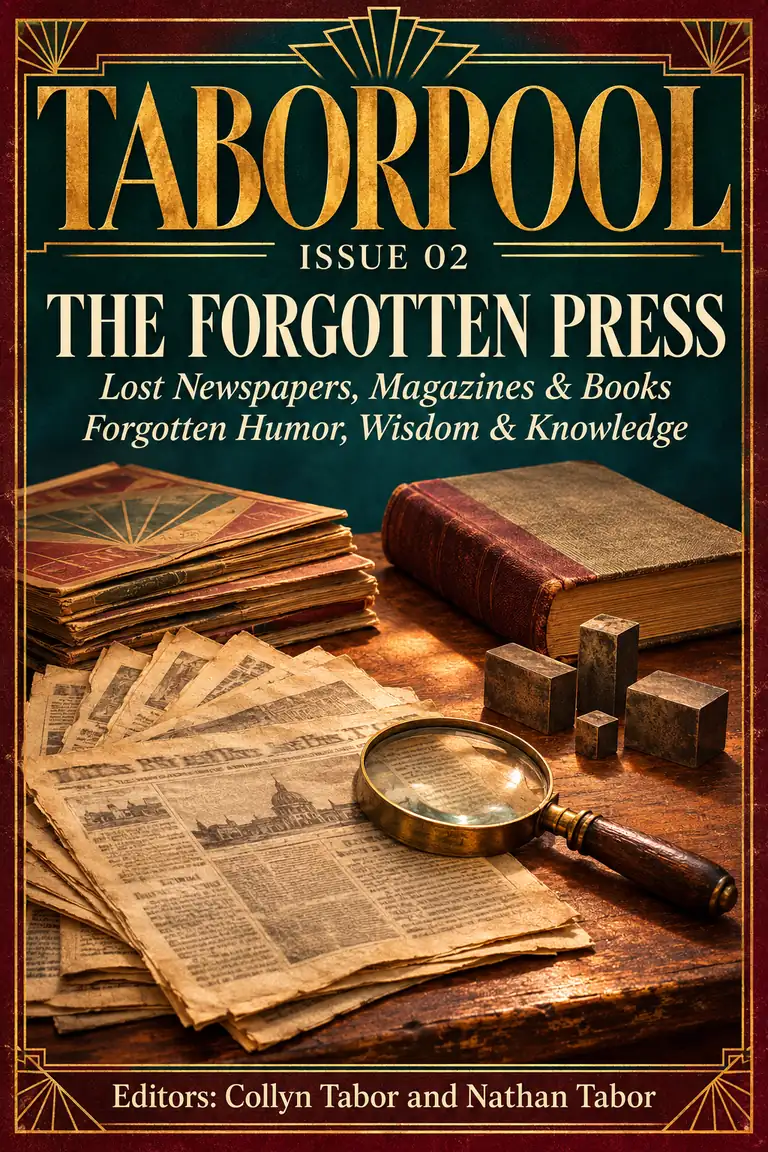 TABORPOOL
ISSUE 02
THE FORGOTTEN PRESS
Lost Newspapers, Magazines & Books
Forgotten Humor, Wisdom & Knowledge
Editors: Collyn Tabor and Nathan Tabor